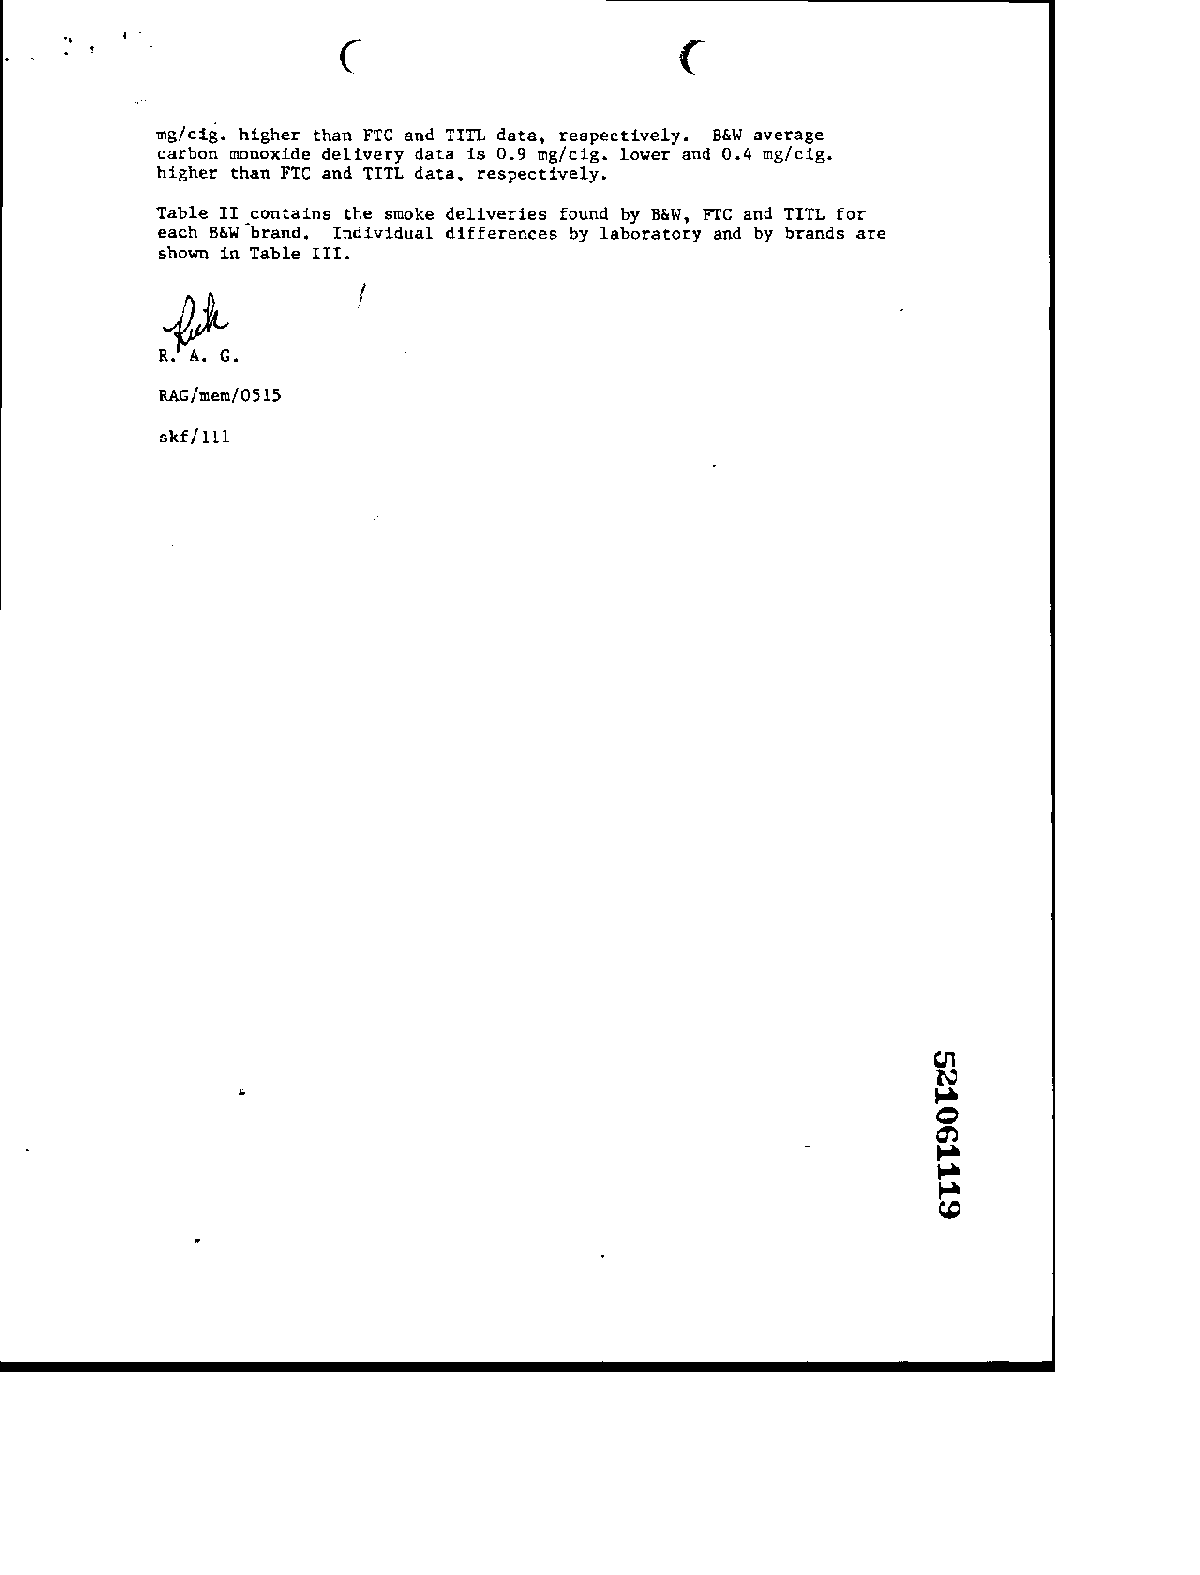 mg/cig. higher than FTC and TITL data, respectively. B&W average
carbon monoxide delivery data is 0.9 mg/cig. lower and 0.4 mg/cig.
higher than FTC and TITL data, respectively.
Table II contains the smoke deliveries found by B&W, FTC and TITL for
each B&W brand. Individual differences by laboratory and by brands are
shown in Table III.
Rick
R. A. G.
RAG/mem/0515
skf/111
521061119